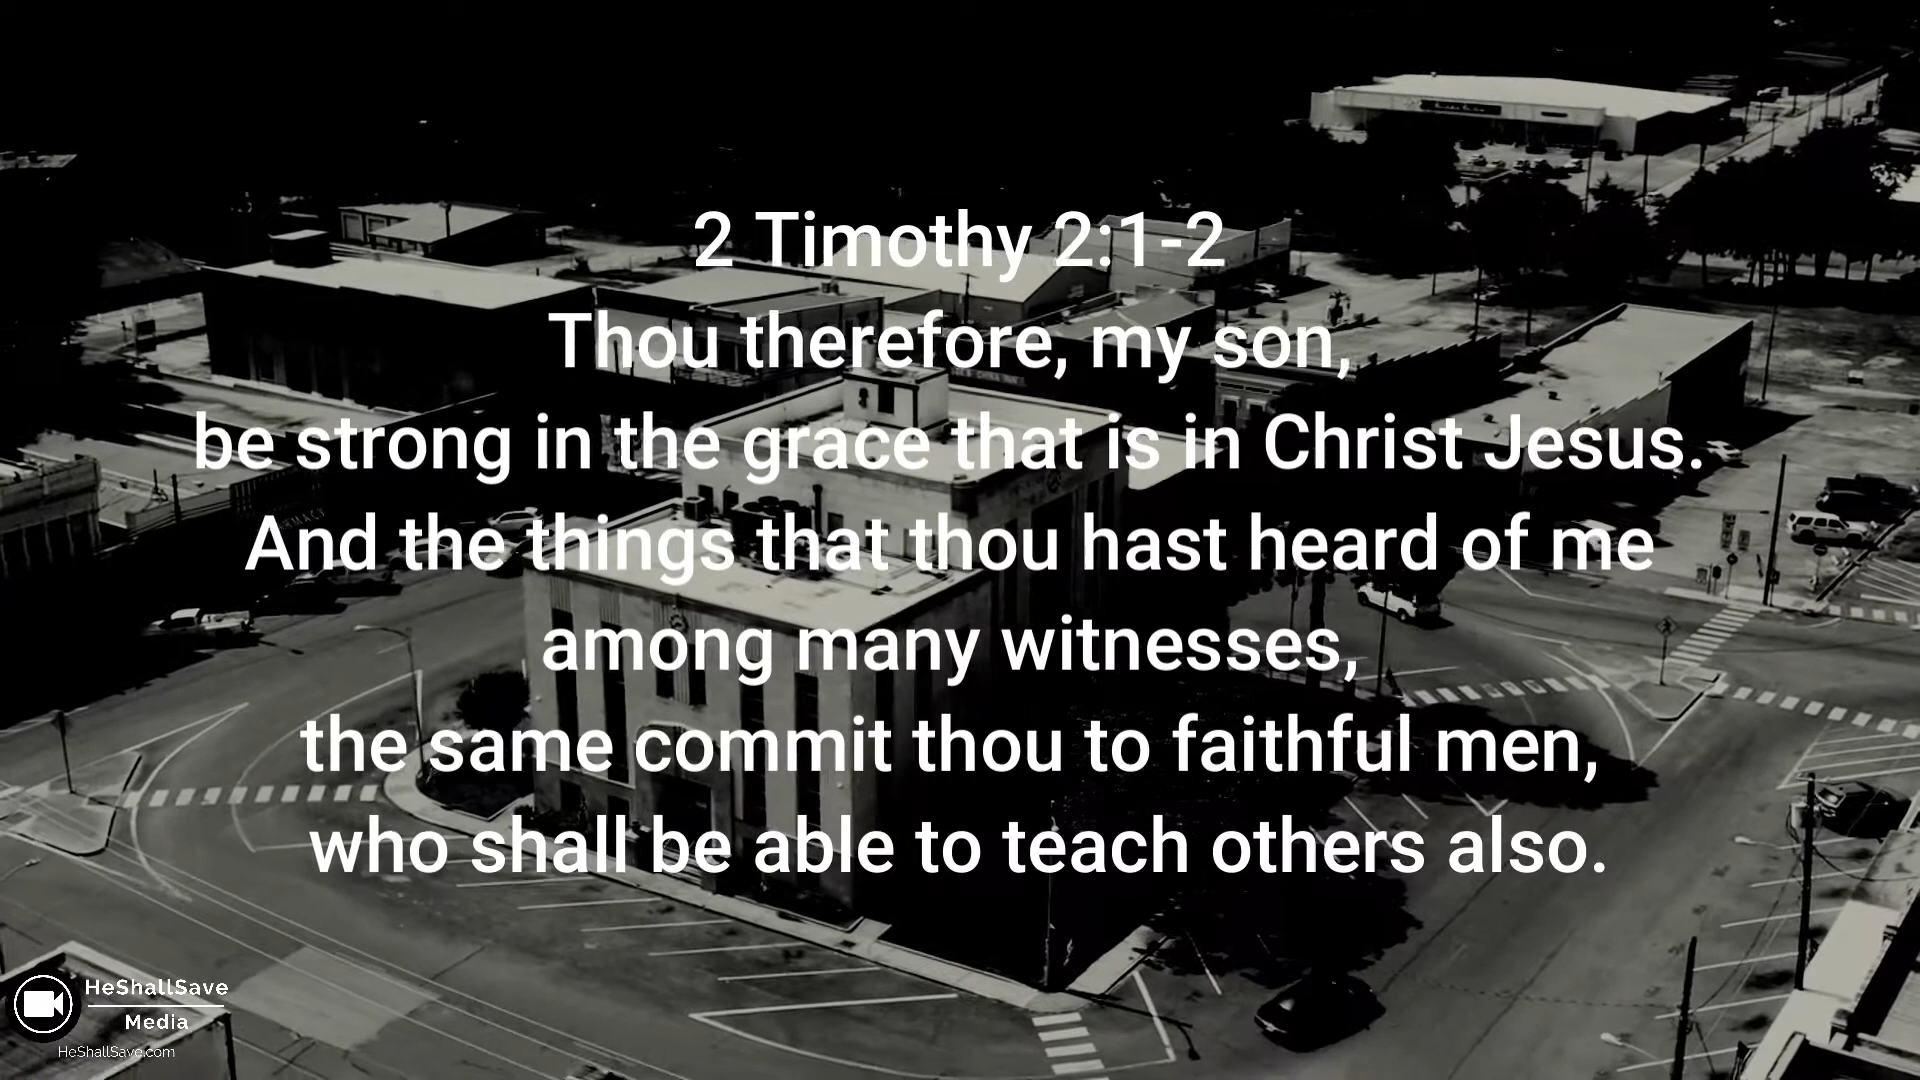 2 Timothy 2:1-2
Thou therefore, my son,
be strong in the grace that is in Christ Jesus.
And the things that thou hast heard of me
among many witnesses,
the same commit thou to faithful men,
who shall be able to teach others also.
HeShallSave
Media
HeShallSave.com